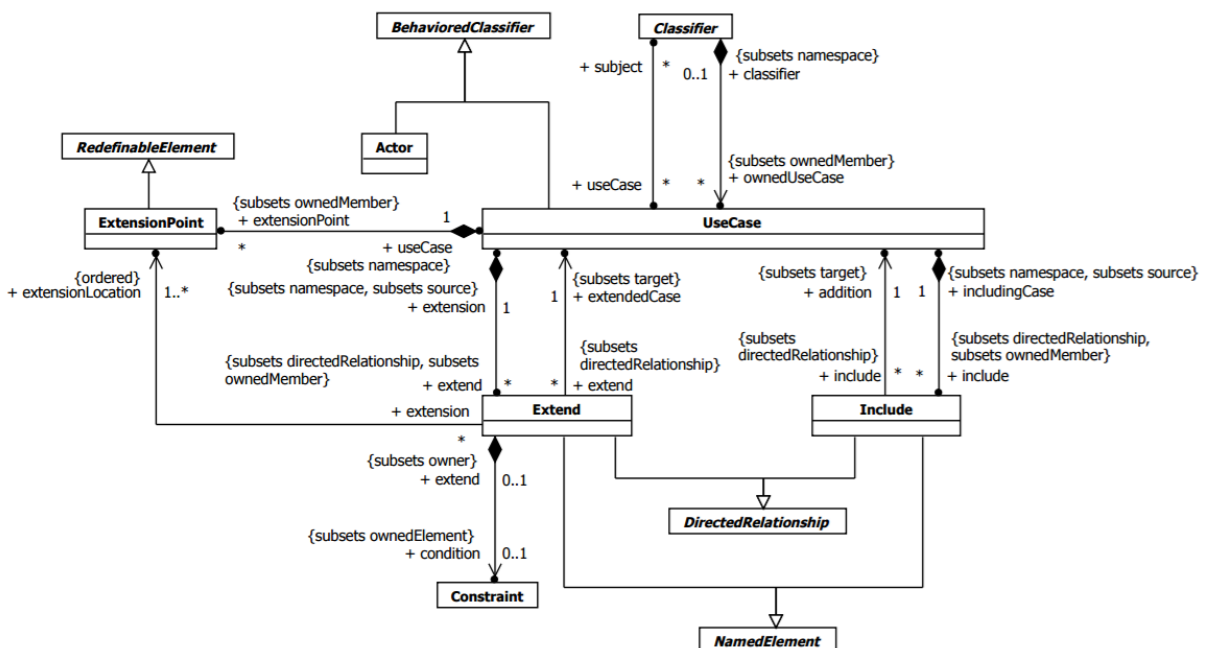 BehavioredClassifier
Classifier
+ subject
*
0..1
{subsets namespace}
+ classifier
Actor
RedefinableElement
{subsets ownedMember}
+ ownedUseCase
+ useCase
*
*
{subsets ownedMember}
+ extensionPoint
1
ExtensionPoint
UseCase
*
+ useCase
{subsets namespace}
{ordered}
+ extensionLocation
1..*
{subsets namespace, subsets source}
+ extension
1
{subsets target}
+ extendedCase
1
{subsets target}
+ addition
1
1
{subsets namespace, subsets source}
+ includingCase
{subsets directedRelationship, subsets
ownedMember}
+ extend
*
{subsets
directedRelationship}
+ extend
*
{subsets
directedRelationship}
+ include
*
*
{subsets directedRelationship,
subsets ownedMember}
+ include
+ extension
*
Extend
Include
{subsets owner}
+ extend
0..1
DirectedRelationship
{subsets ownedElement}
+ condition
0..1
Constraint
NamedElement